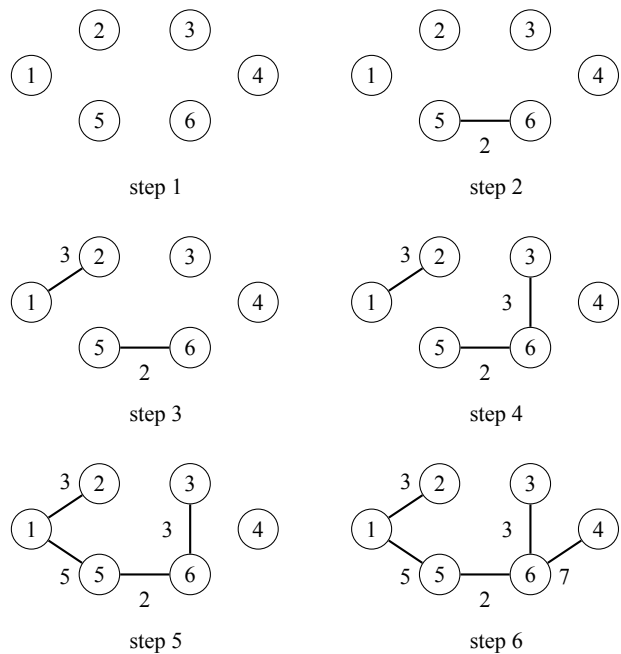 2 3 2 3
1 4 1 4
5 6 5 6
2
step 1 step 2
3 2 3 3 2 3
1 4 1 3 4
5 6 5 6
2 2
step 3 step 4
3 2 3 3 2 3
1 3 4 1 3 4
5 5 6 5 5 6 7
2 2
step 5 step 6